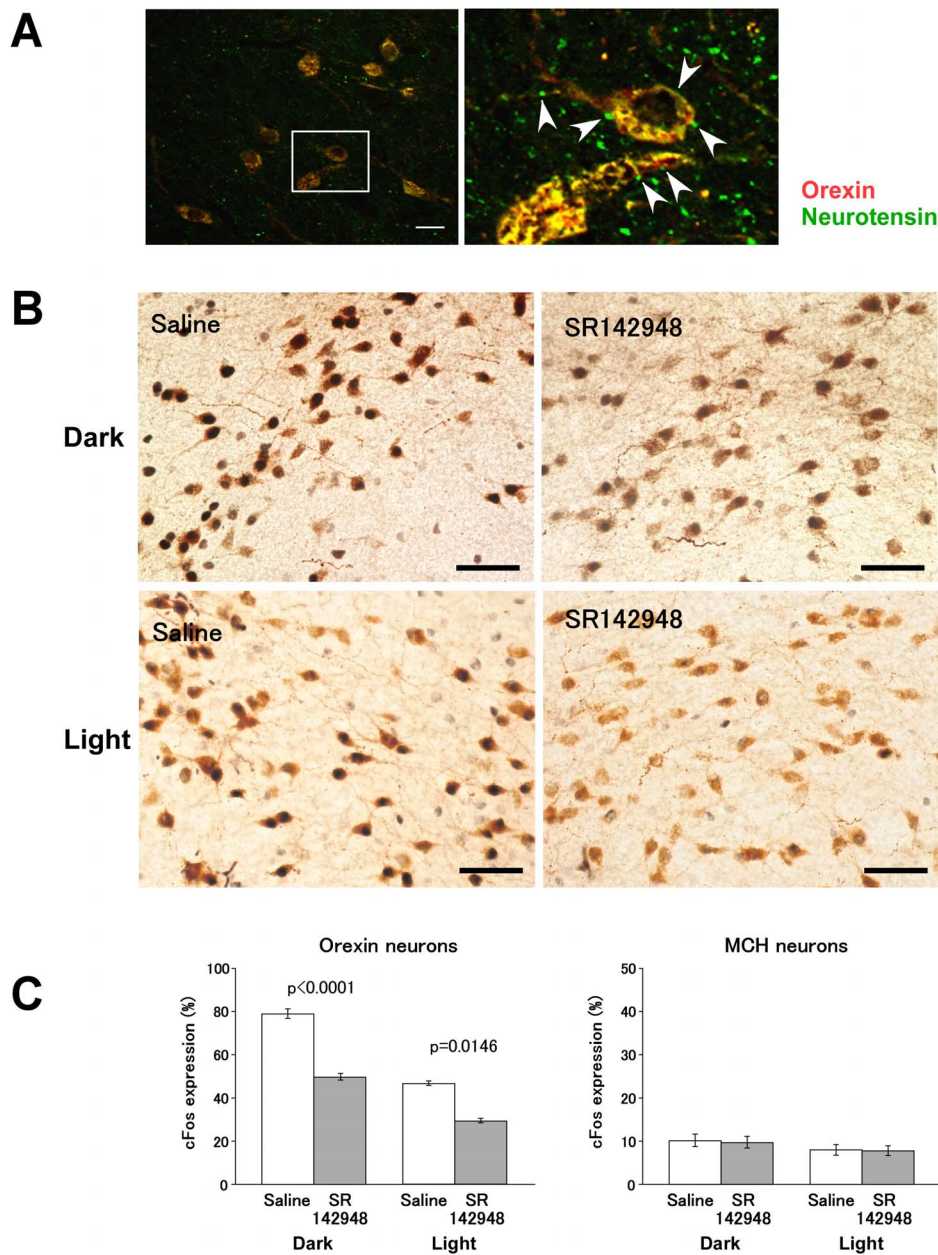 A
Orexin
Neurotensin
B
Saline
SR142948
Dark
Saline
SR142948
Light
C
Orexin neurons
cFos expression (%)
100
80
60
40
20
0
p<0.0001
p=0.0146
Saline SR 142948
Saline SR 142948
Dark
Light
MCH neurons
cFos expression (%)
50
40
30
20
10
0
Saline SR 142948
Saline SR 142948
Dark
Light